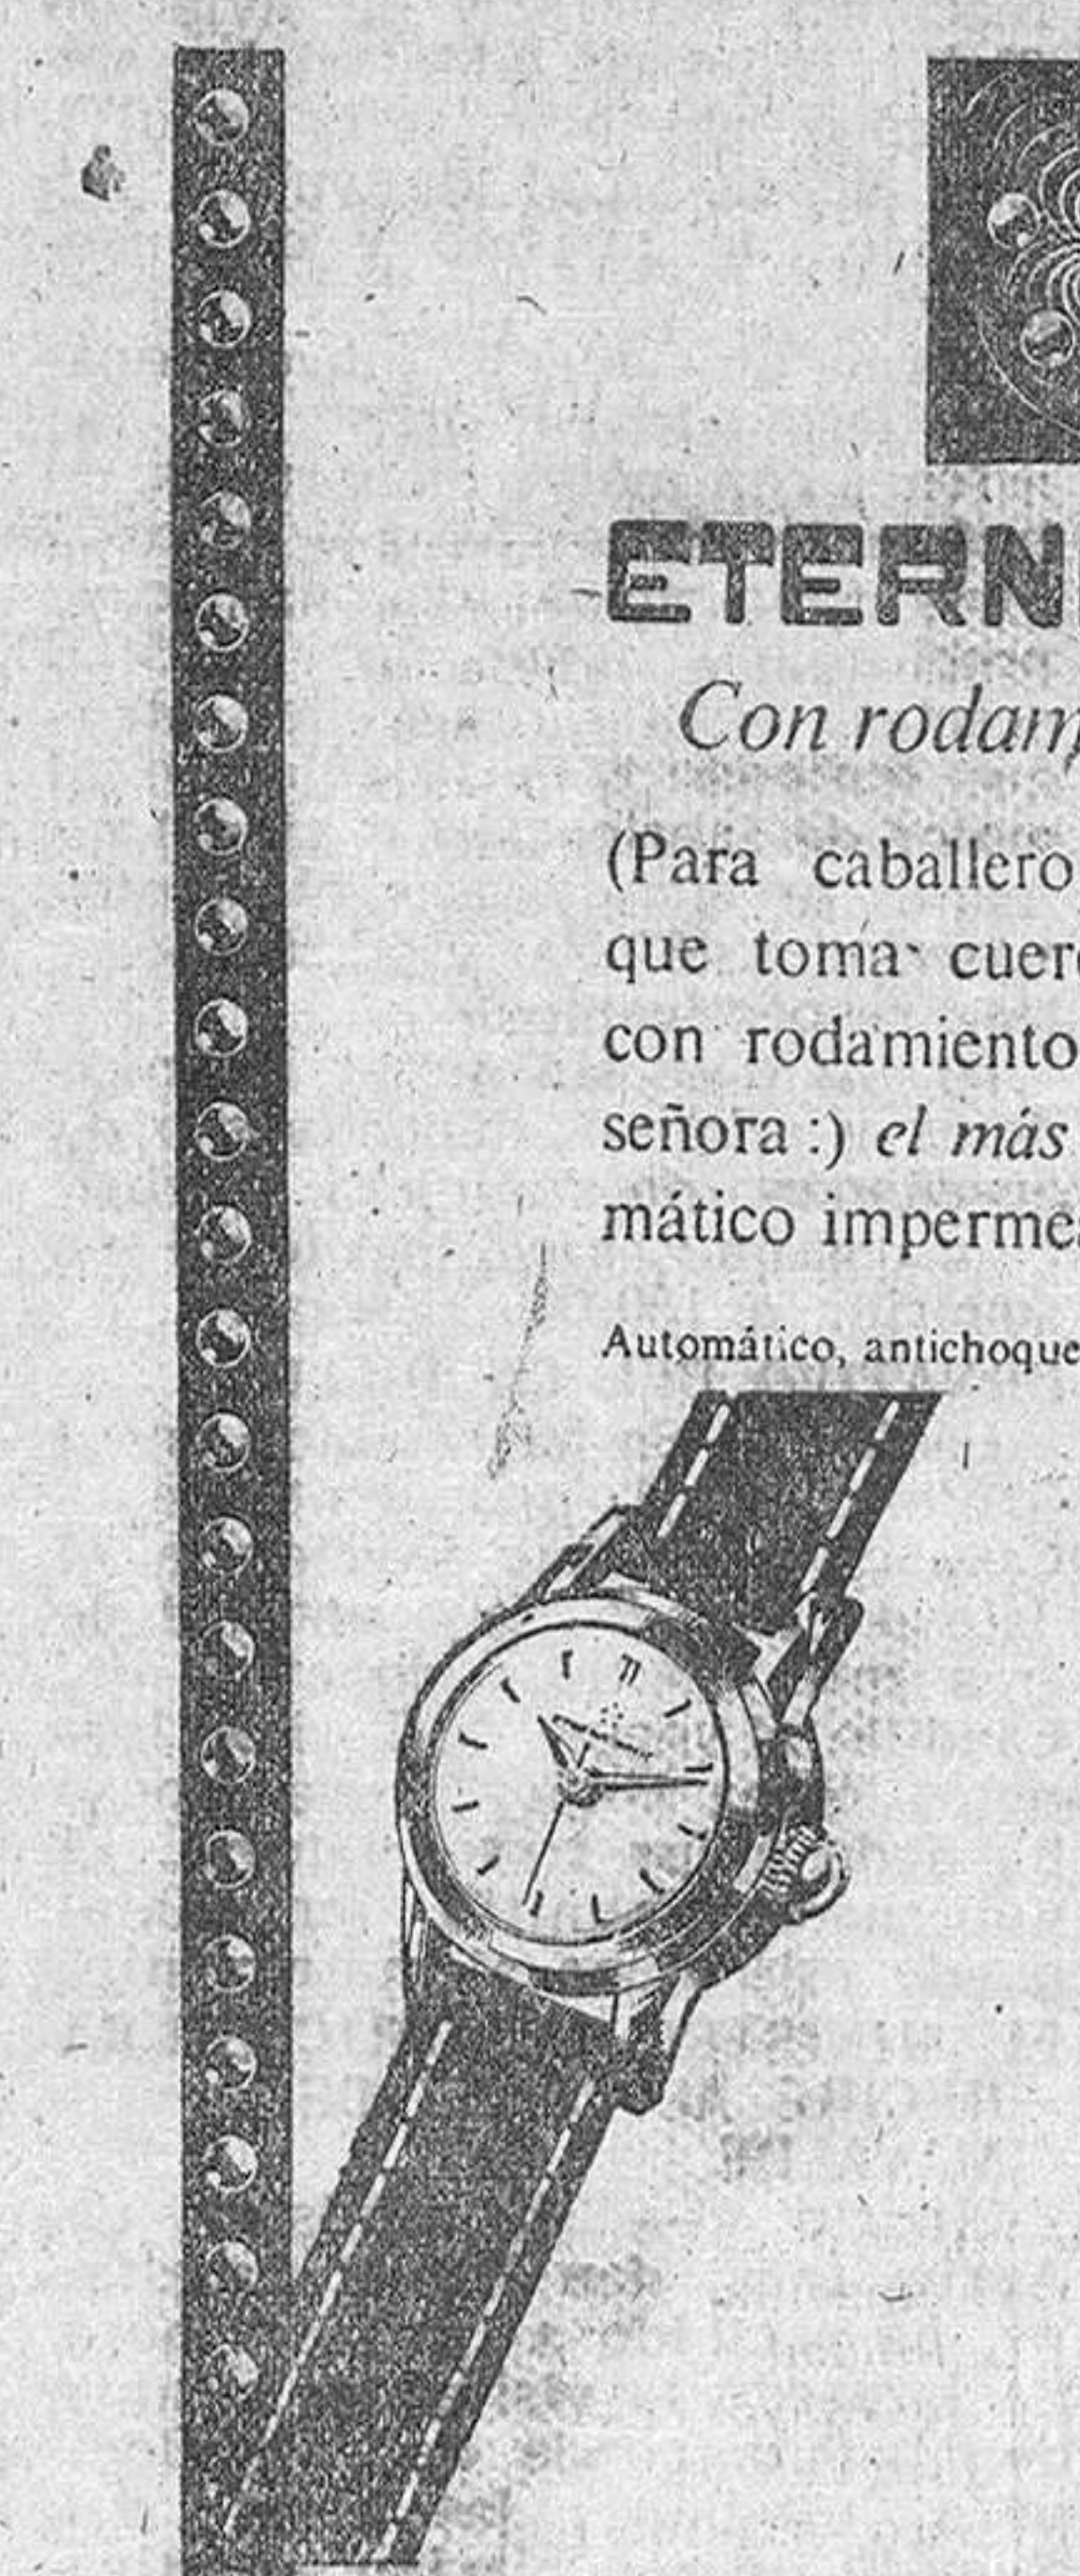 ETERN
Con rodam
(Para caballero
que toma cuer
con rodamiento
señora :) el más
mático imperme
Automático, antichoque